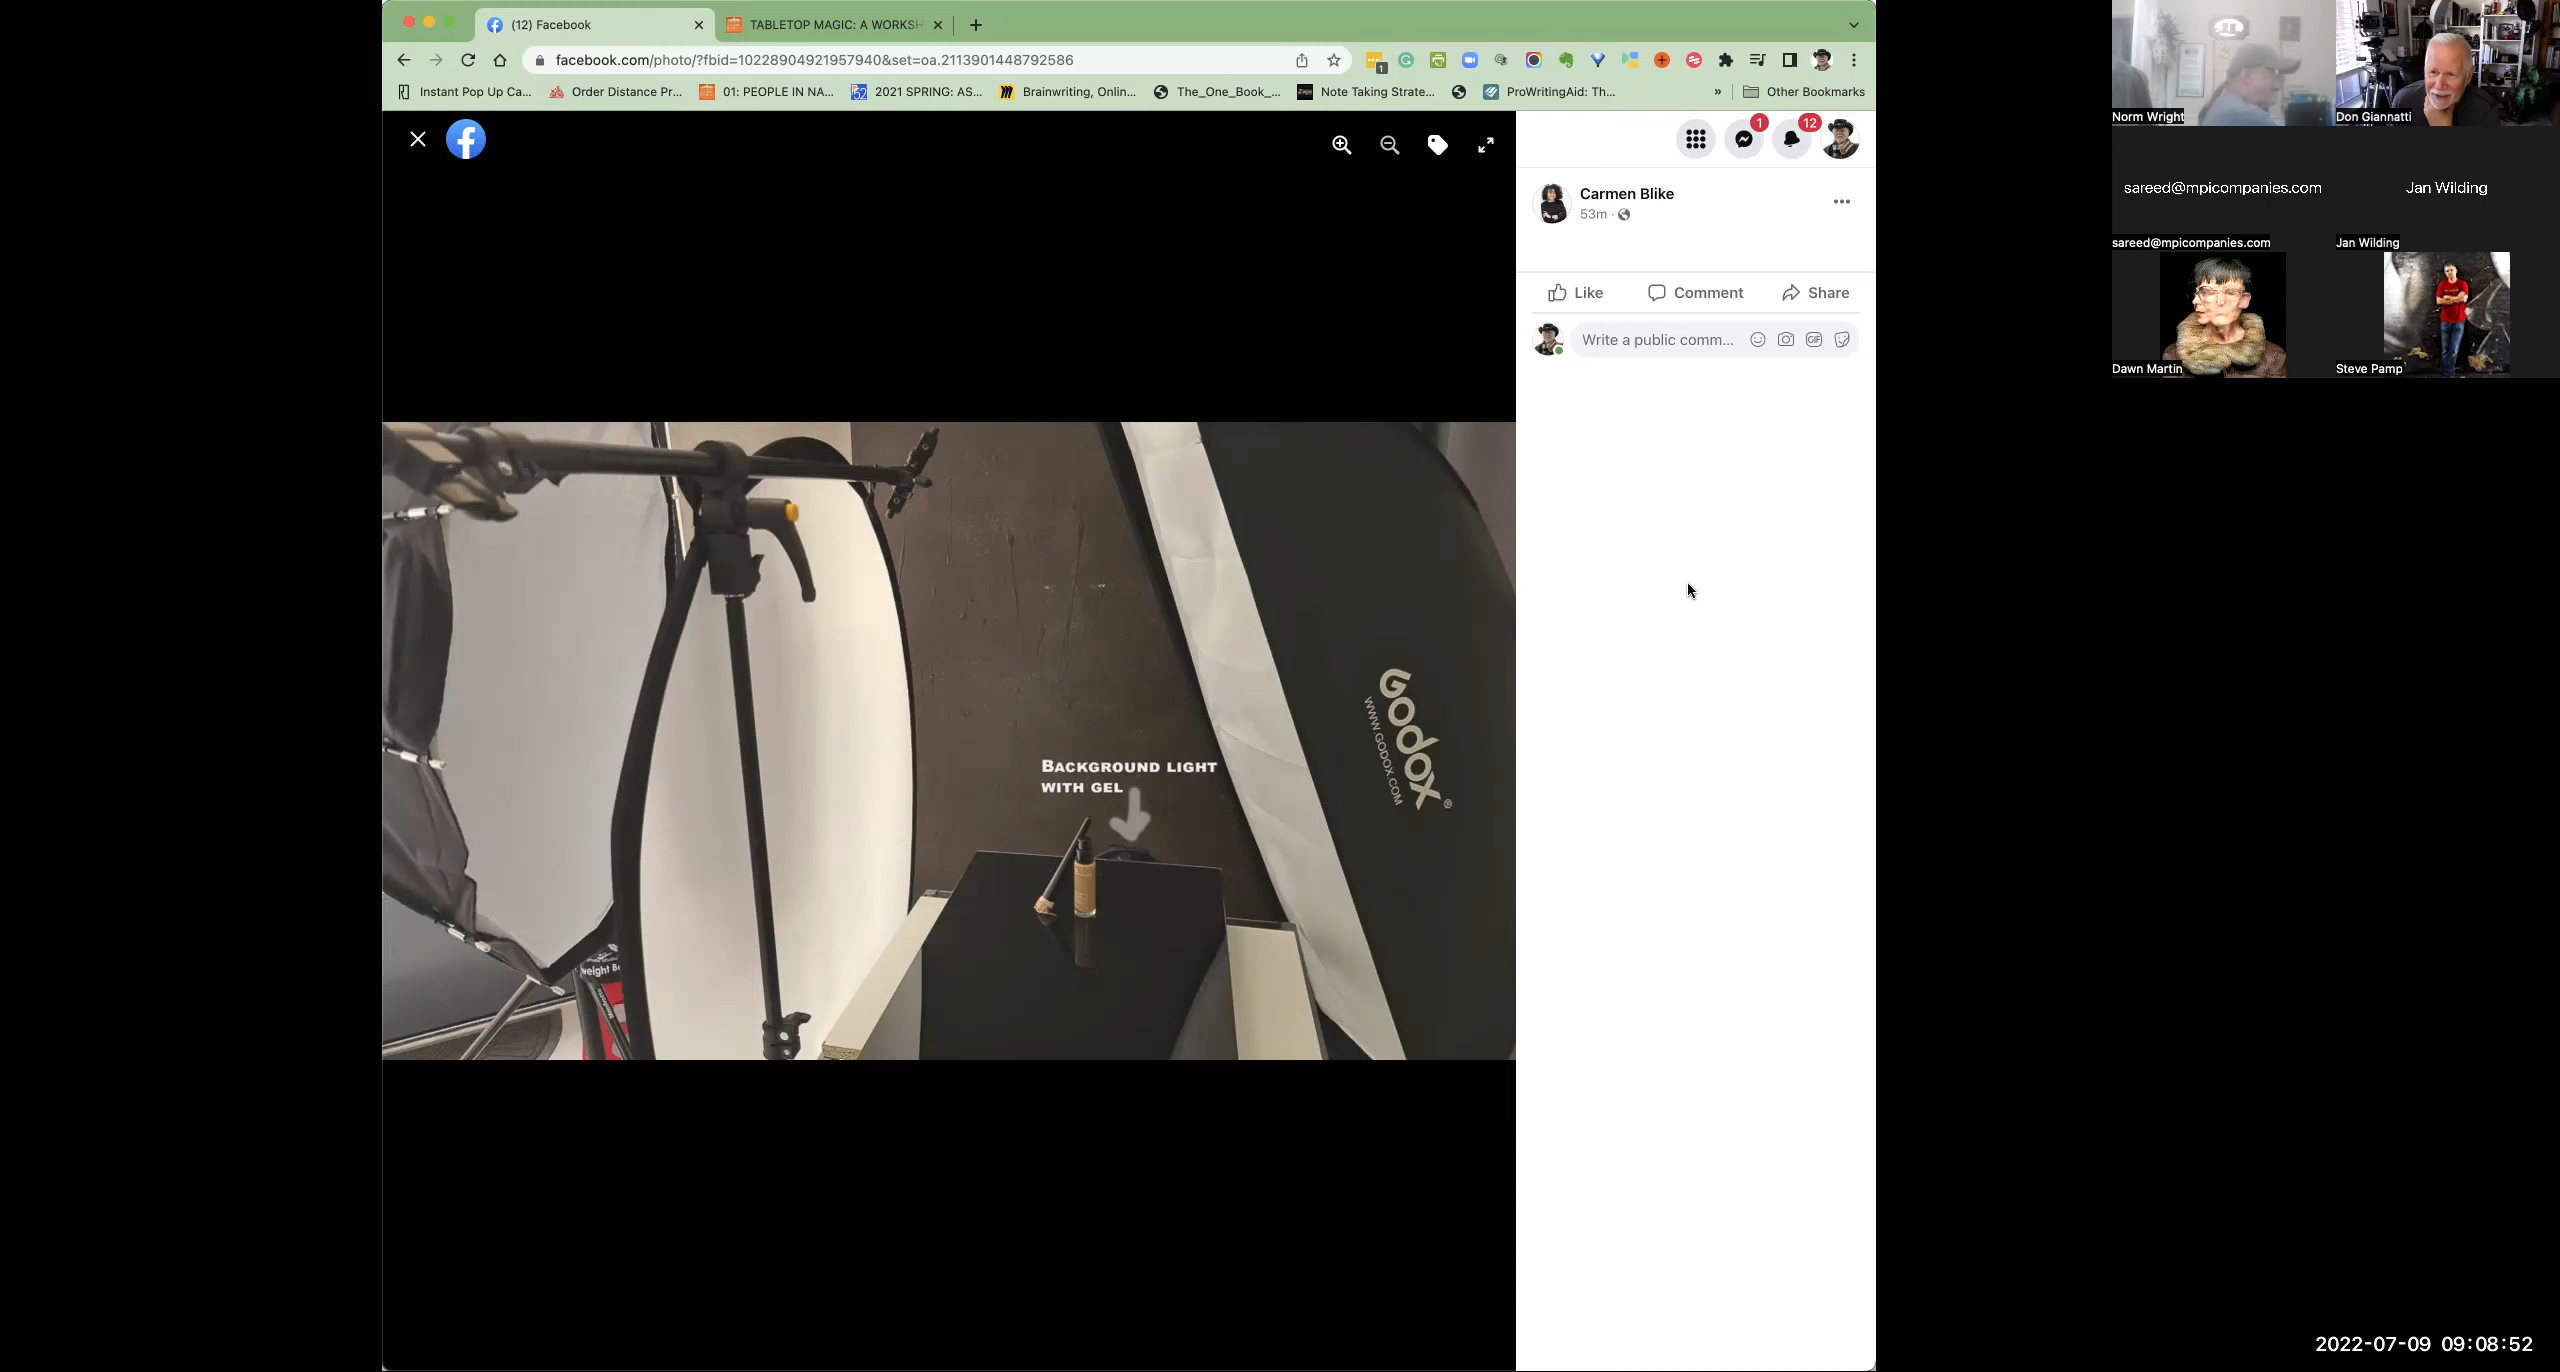 (12) Facebook
TABLETOP MAGIC: A WORKSH
facebook.com/photo/?fbid=10228904921957940&set=oa.2113901448792586
1
Instant Pop Up Ca...
Order Distance Pr...
01: PEOPLE IN NA...
2021 SPRING: AS...
Brainwriting, Onlin...
The_One_Book_...
Note Taking Strate...
ProWritingAid: Th...
»
Other Bookmarks
1
12
Carmen Blike
53m ·
Like
Comment
Share
Write a public comm...
GIF
BACKGROUND LIGHT
WITH GEL
GODOX
WWW.GODOX.COM
®
Norm Wright
Don Giannatti
sareed@mpicompanies.com
Jan Wilding
sareed@mpicompanies.com
Jan Wilding
Dawn Martin
Steve Pamp
2022-07-09 09:08:52